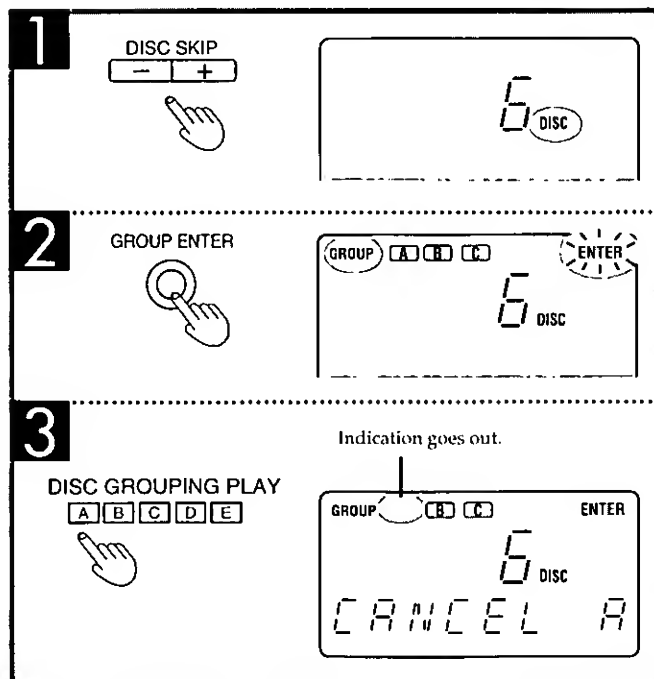 1
DISC SKIP
− +
6 DISC
2
GROUP ENTER
GROUP A B C ENTER
6 DISC
3
Indication goes out.
DISC GROUPING PLAY
A B C D E
GROUP B C ENTER
6 DISC
CANCEL A